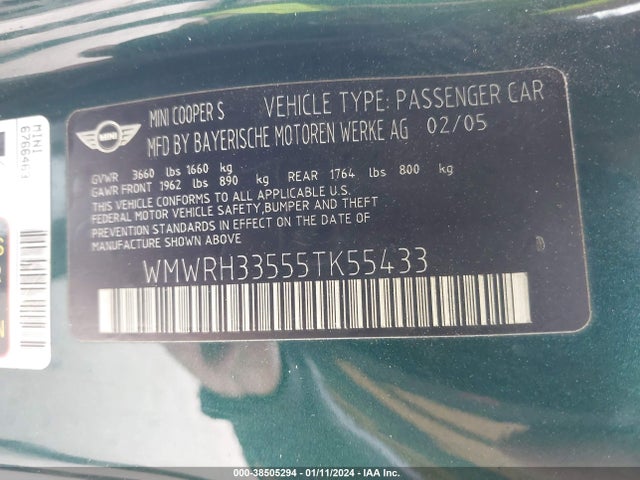 MINI
MINI COOPER S VEHICLE TYPE: PASSENGER CAR
MFD BY BAYERISCHE MOTOREN WERKE AG 02/05
GVWR 3660 lbs 1660 kg
GAWR FRONT 1962 lbs 890 kg REAR 1764 lbs 800 kg
THIS VEHICLE CONFORMS TO ALL APPLICABLE U.S.
FEDERAL MOTOR VEHICLE SAFETY,BUMPER AND THEFT
PREVENTION STANDARDS IN EFFECT ON THE DATE OF
MANUFACTURE SHOWN ABOVE
WMWRH33555TK55433
MINI
6766463
000-38505294 - 01/11/2024 - IAA Inc.